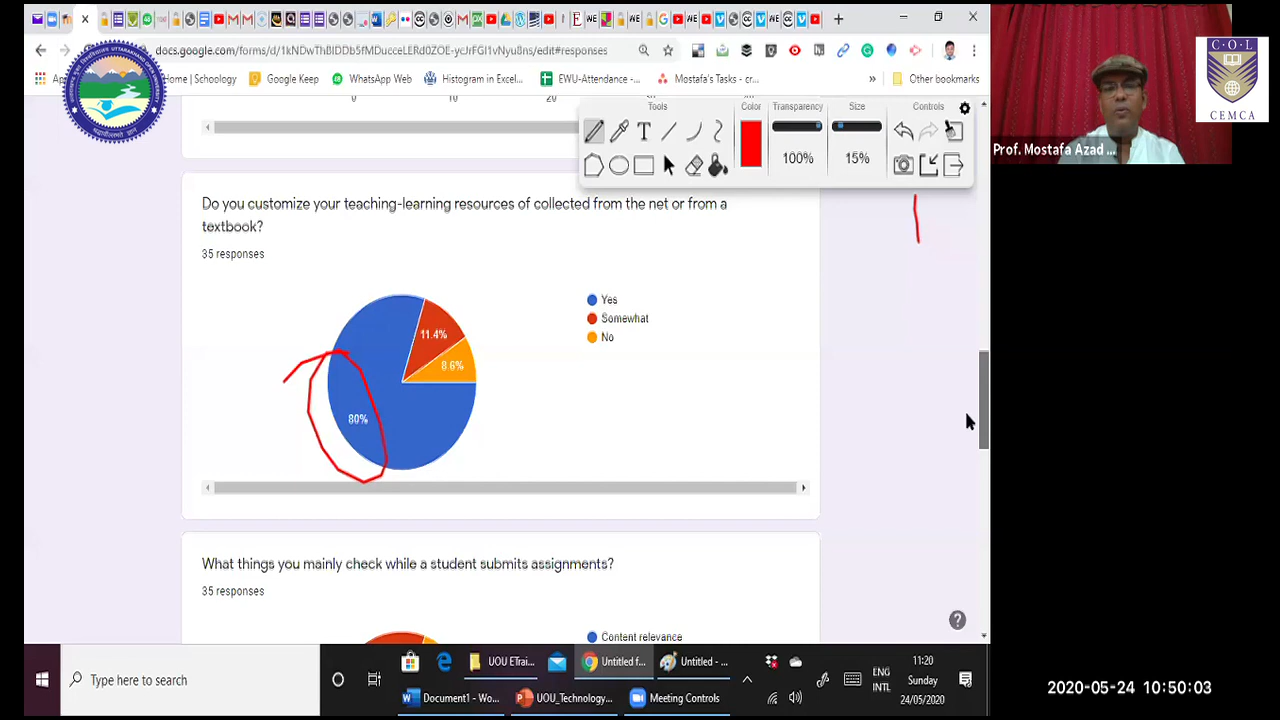 docs.google.com/forms/d/1kNDwThBlDDb5fMDucceLERd0ZOE-ycJrFGl1vNyu8ns/edit#responses
Home | Schoology
Google Keep
WhatsApp Web
Histogram in Excel...
EWU-Attendance -...
Mostafa's Tasks - cr...
»
Other bookmarks
0 10 20
Tools Color Transparency Size Controls
T
100% 15%
Do you customize your teaching-learning resources of collected from the net or from a
textbook?
35 responses
Yes
Somewhat
No
11.4%
8.6%
80%
What things you mainly check while a student submits assignments?
35 responses
Content relevance
Prof. Mostafa Azad ...
C·O·L
CEMCA
Type here to search
UOU ETrai...
Untitled f...
Untitled - ...
Document1 - Wo...
UOU_Technology...
Meeting Controls
ENG
INTL
11:20
Sunday
24/05/2020
2020-05-24 10:50:03